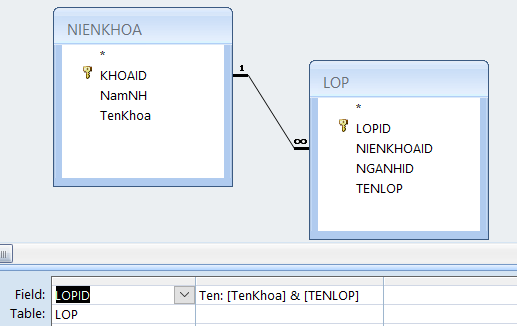 NIENKHOA
*
KHOAID
NamNH
TenKhoa
1
∞
LOP
*
LOPID
NIENKHOAID
NGANHID
TENLOP
Field: LOPID Ten: [TenKhoa] & [TENLOP]
Table: LOP